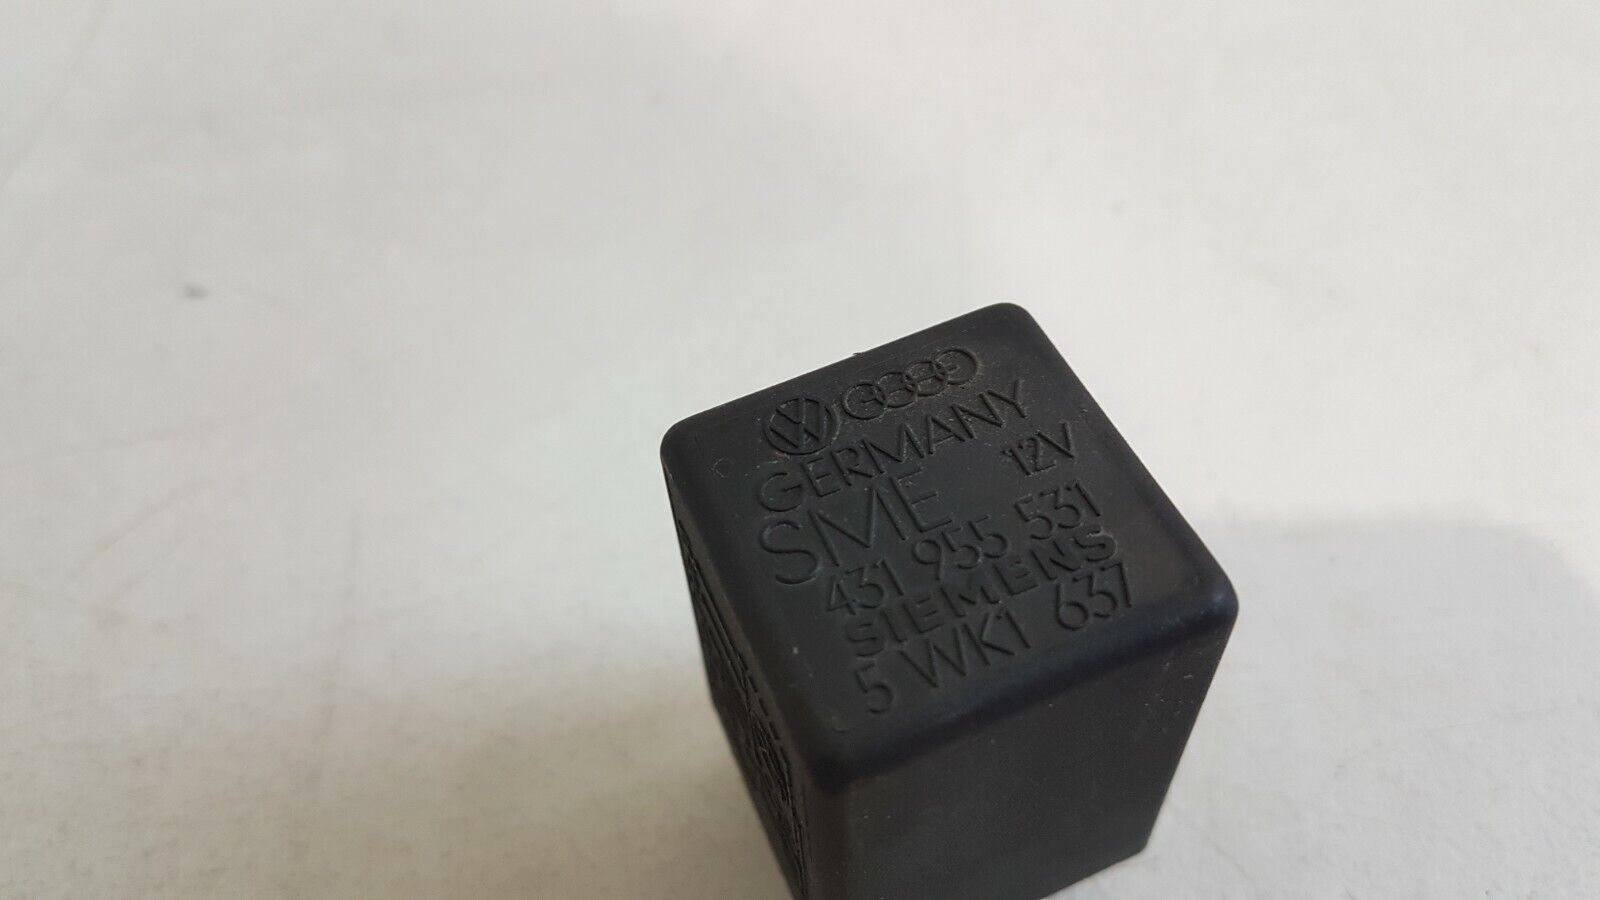 GERMANY
12V
SME
431 955 531
SIEMENS
5 WK1 637